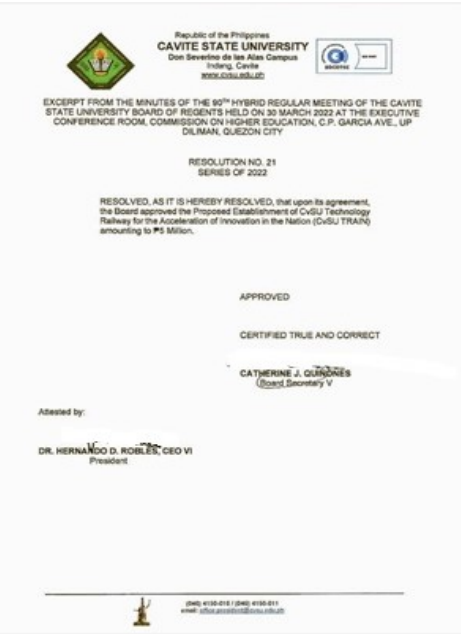 Republic of the Philippines
CAVITE STATE UNIVERSITY
Don Severino de las Alas Campus
Indang, Cavite
www.cvsu.edu.ph
EXCERPT FROM THE MINUTES OF THE 90TH HYBRID REGULAR MEETING OF THE CAVITE
STATE UNIVERSITY BOARD OF REGENTS HELD ON 30 MARCH 2022 AT THE EXECUTIVE
CONFERENCE ROOM, COMMISSION ON HIGHER EDUCATION, C.P. GARCIA AVE., UP
DILIMAN, QUEZON CITY
RESOLUTION NO. 21
SERIES OF 2022
RESOLVED, AS IT IS HEREBY RESOLVED, that upon its agreement,
the Board approved the Proposed Establishment of CvSU Technology
Railway for the Acceleration of Innovation in the Nation (CvSU TRAIN)
amounting to ₱5 Million.
APPROVED
CERTIFIED TRUE AND CORRECT
CATHERINE J. QUIÑONES
Board Secretary V
Attested by:
DR. HERNANDO D. ROBLES, CEO VI
President